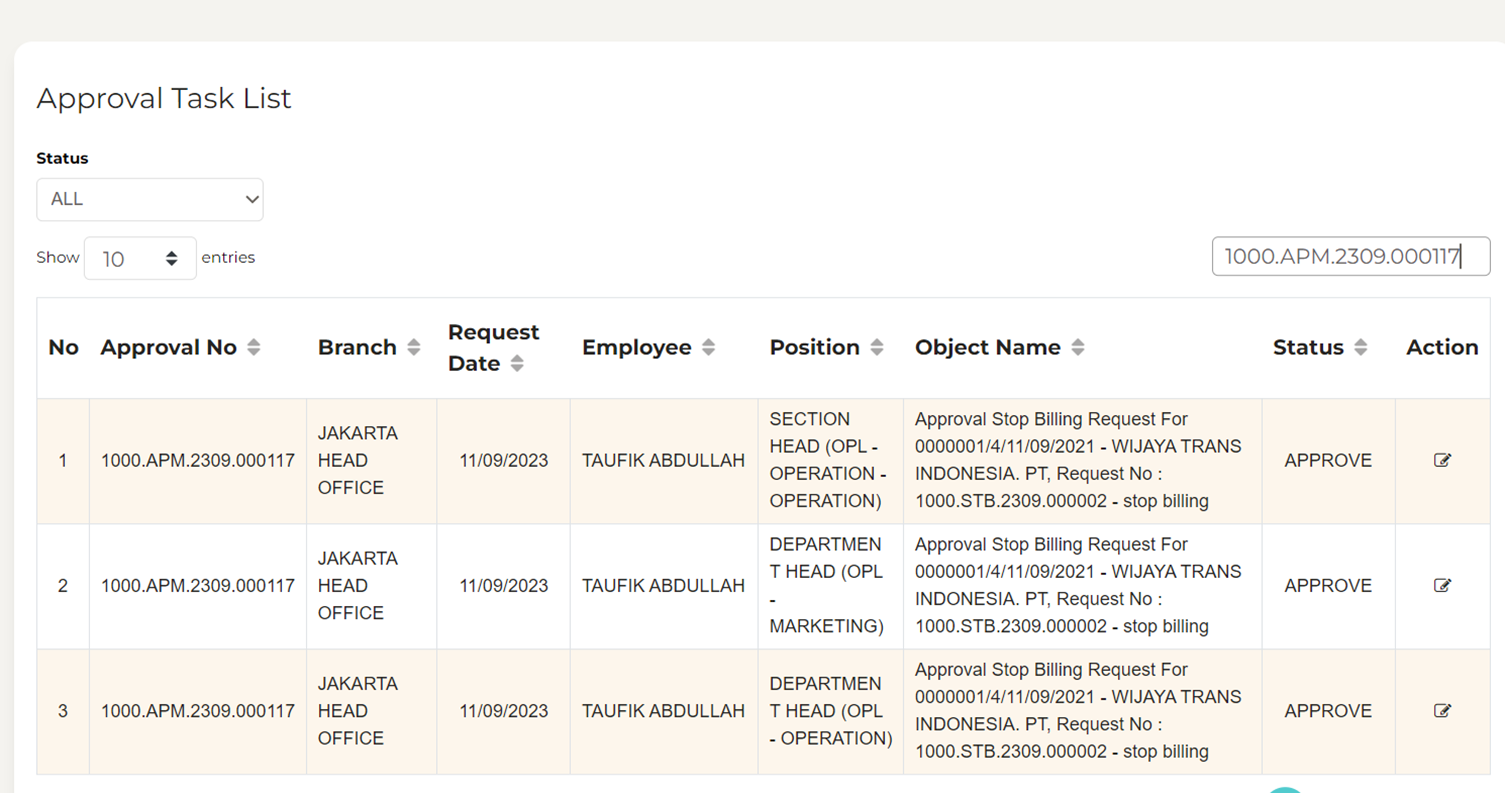 Approval Task List
Status
ALL
Show 10 entries
1000.APM.2309.000117
No Approval No Branch Request Date Employee Position Object Name Status Action
1 1000.APM.2309.000117 JAKARTA HEAD OFFICE 11/09/2023 TAUFIK ABDULLAH SECTION HEAD (OPL - OPERATION - OPERATION) Approval Stop Billing Request For 0000001/4/11/09/2021 - WIJAYA TRANS INDONESIA. PT, Request No : 1000.STB.2309.000002 - stop billing APPROVE
2 1000.APM.2309.000117 JAKARTA HEAD OFFICE 11/09/2023 TAUFIK ABDULLAH DEPARTMENT HEAD (OPL - MARKETING) Approval Stop Billing Request For 0000001/4/11/09/2021 - WIJAYA TRANS INDONESIA. PT, Request No : 1000.STB.2309.000002 - stop billing APPROVE
3 1000.APM.2309.000117 JAKARTA HEAD OFFICE 11/09/2023 TAUFIK ABDULLAH DEPARTMENT HEAD (OPL - OPERATION) Approval Stop Billing Request For 0000001/4/11/09/2021 - WIJAYA TRANS INDONESIA. PT, Request No : 1000.STB.2309.000002 - stop billing APPROVE